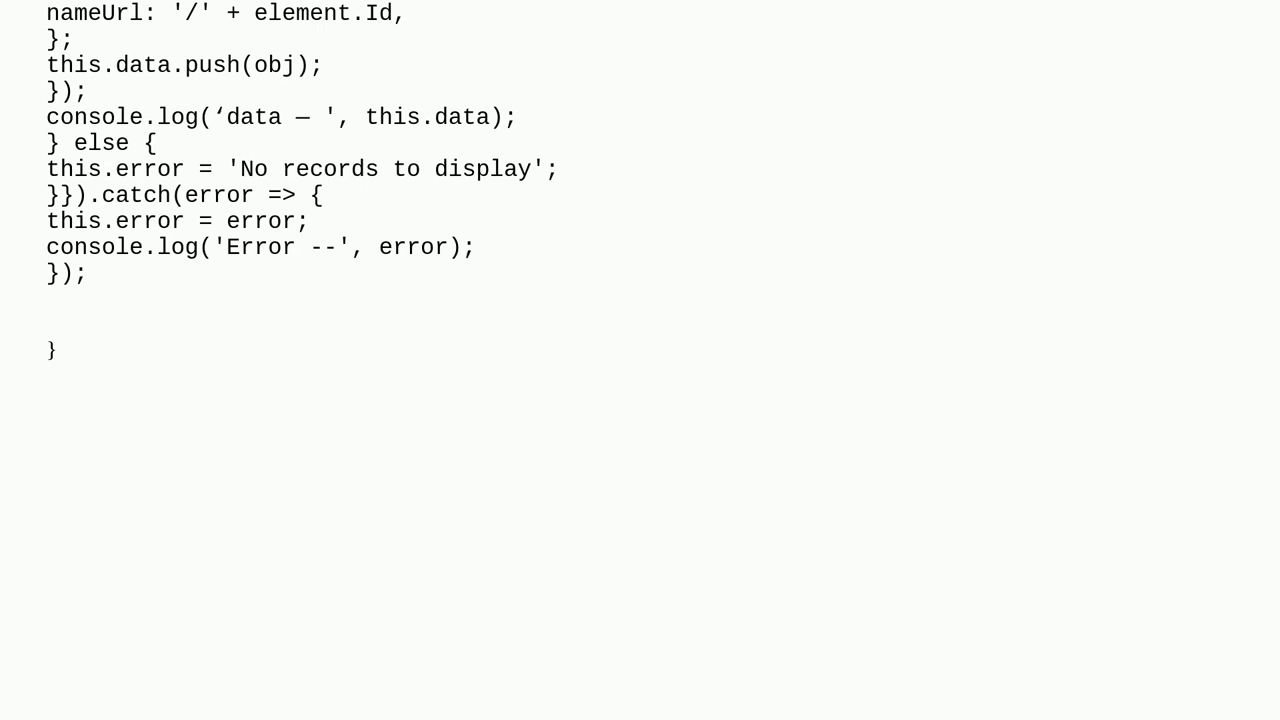 nameUrl: '/' + element.Id,
};
this.data.push(obj);
});
console.log(‘data — ', this.data);
} else {
this.error = 'No records to display';
}}).catch(error => {
this.error = error;
console.log('Error --', error);
});
}